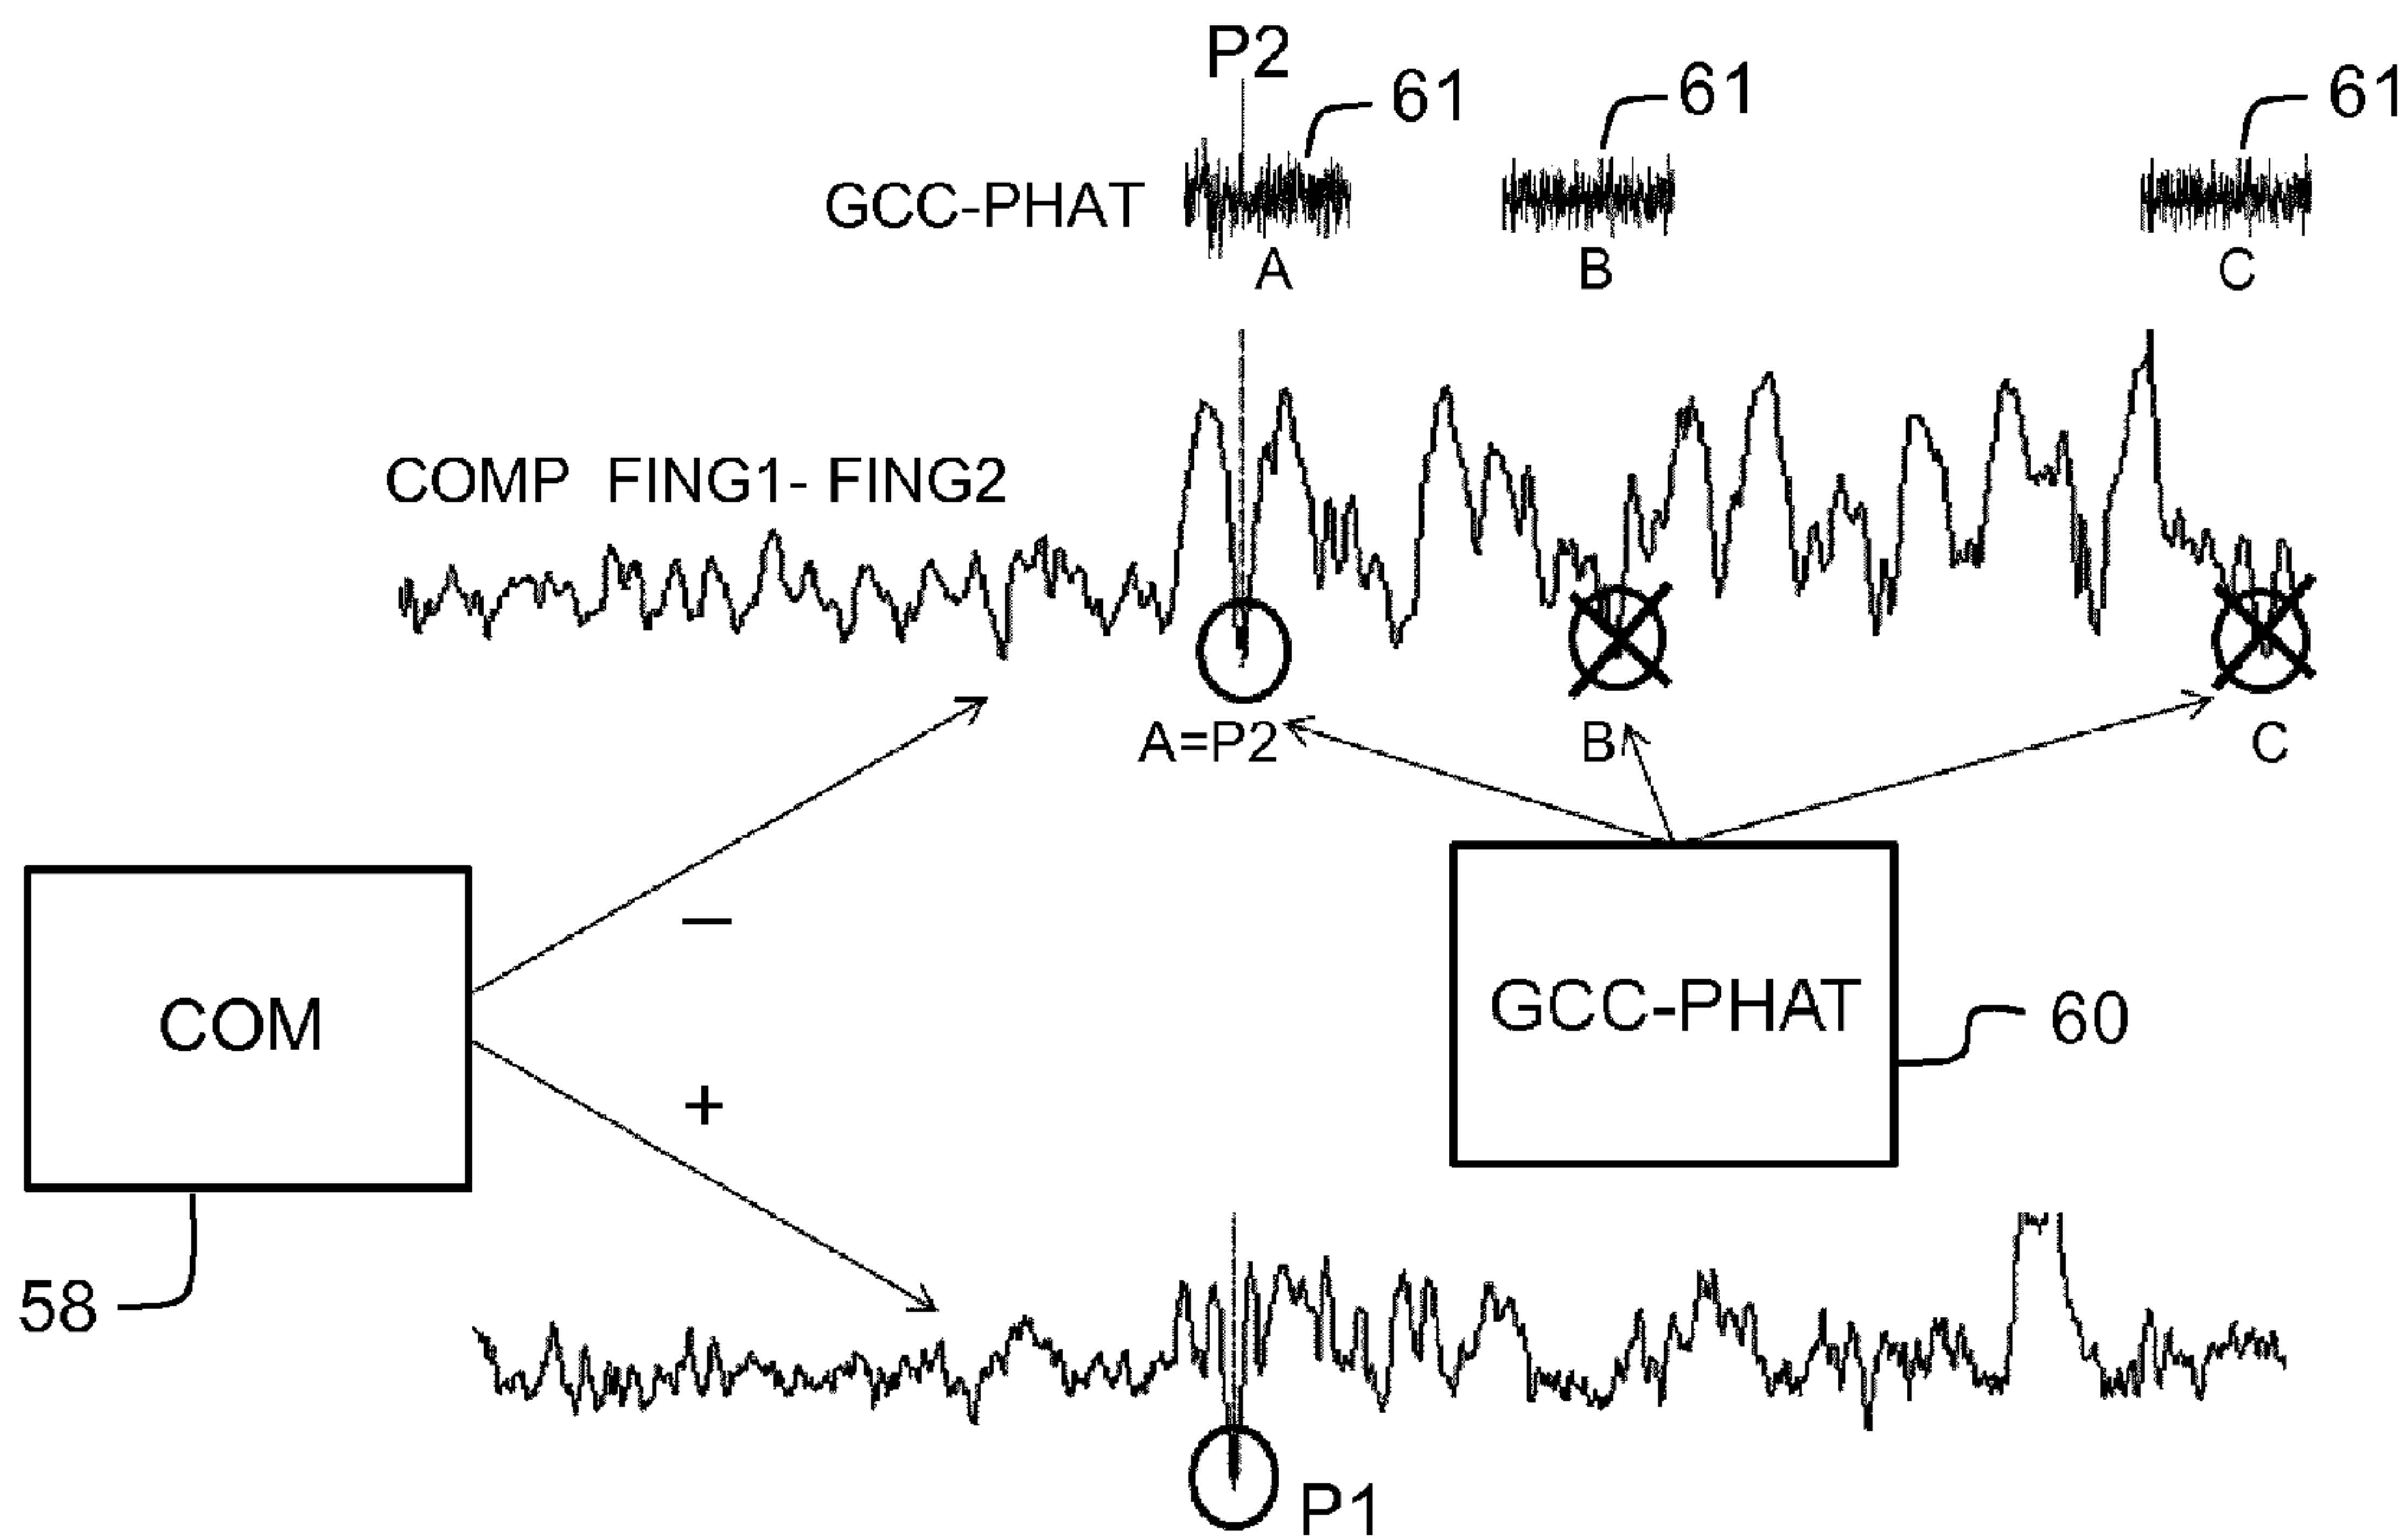 P2
61
61
61
GCC-PHAT
A
B
C
COMP FING1- FING2
A=P2
B
C
−
COM
GCC-PHAT
60
+
58
P1